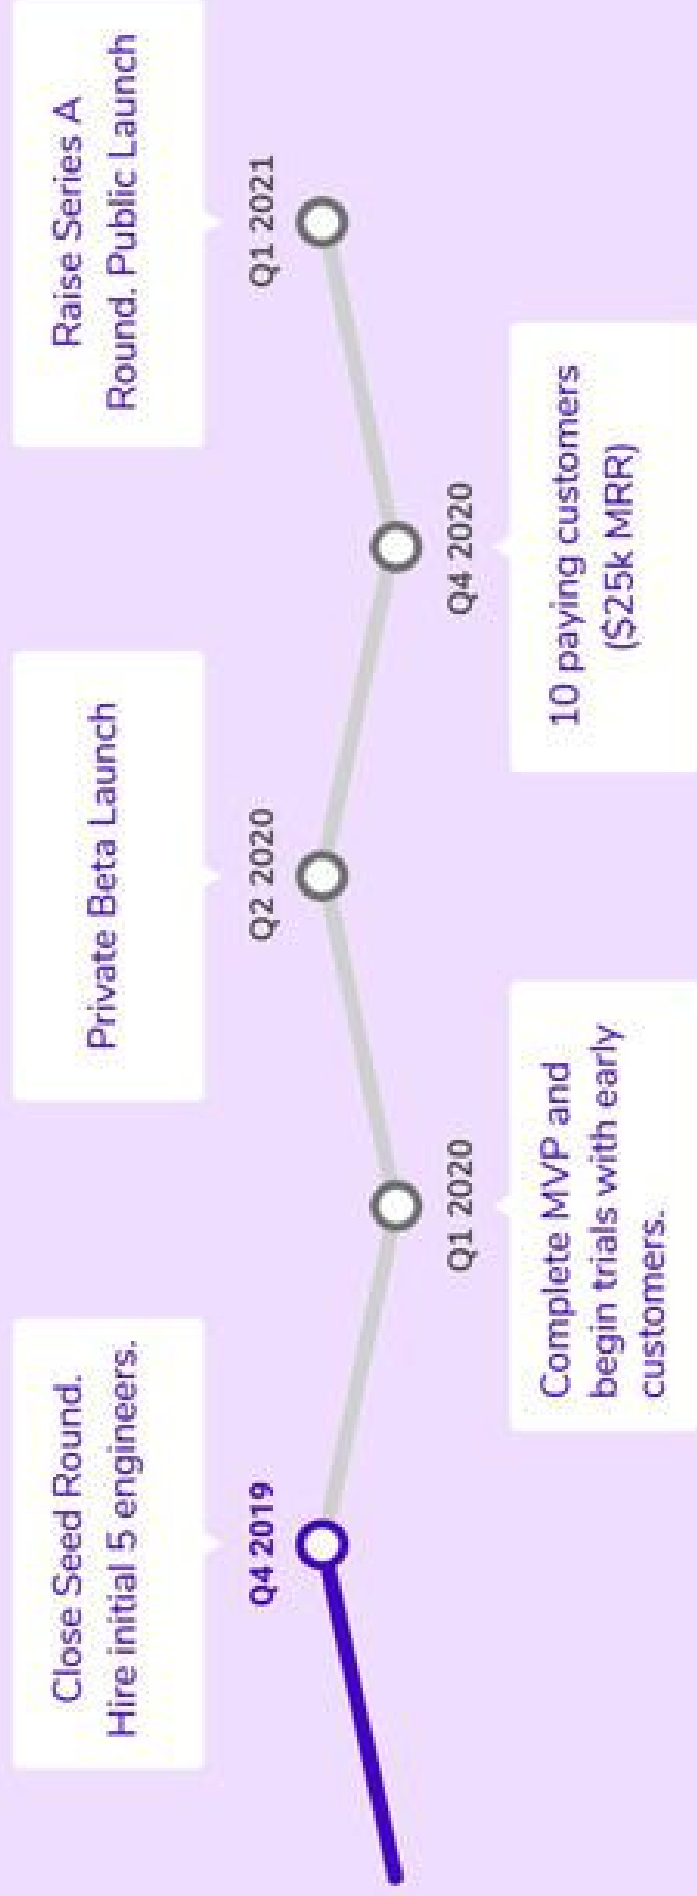 Close Seed Round.
Hire initial 5 engineers.
Q4 2019
Q1 2020
Complete MVP and
begin trials with early
customers.
Private Beta Launch
Q2 2020
Q4 2020
10 paying customers
($25k MRR)
Raise Series A
Round. Public Launch
Q1 2021